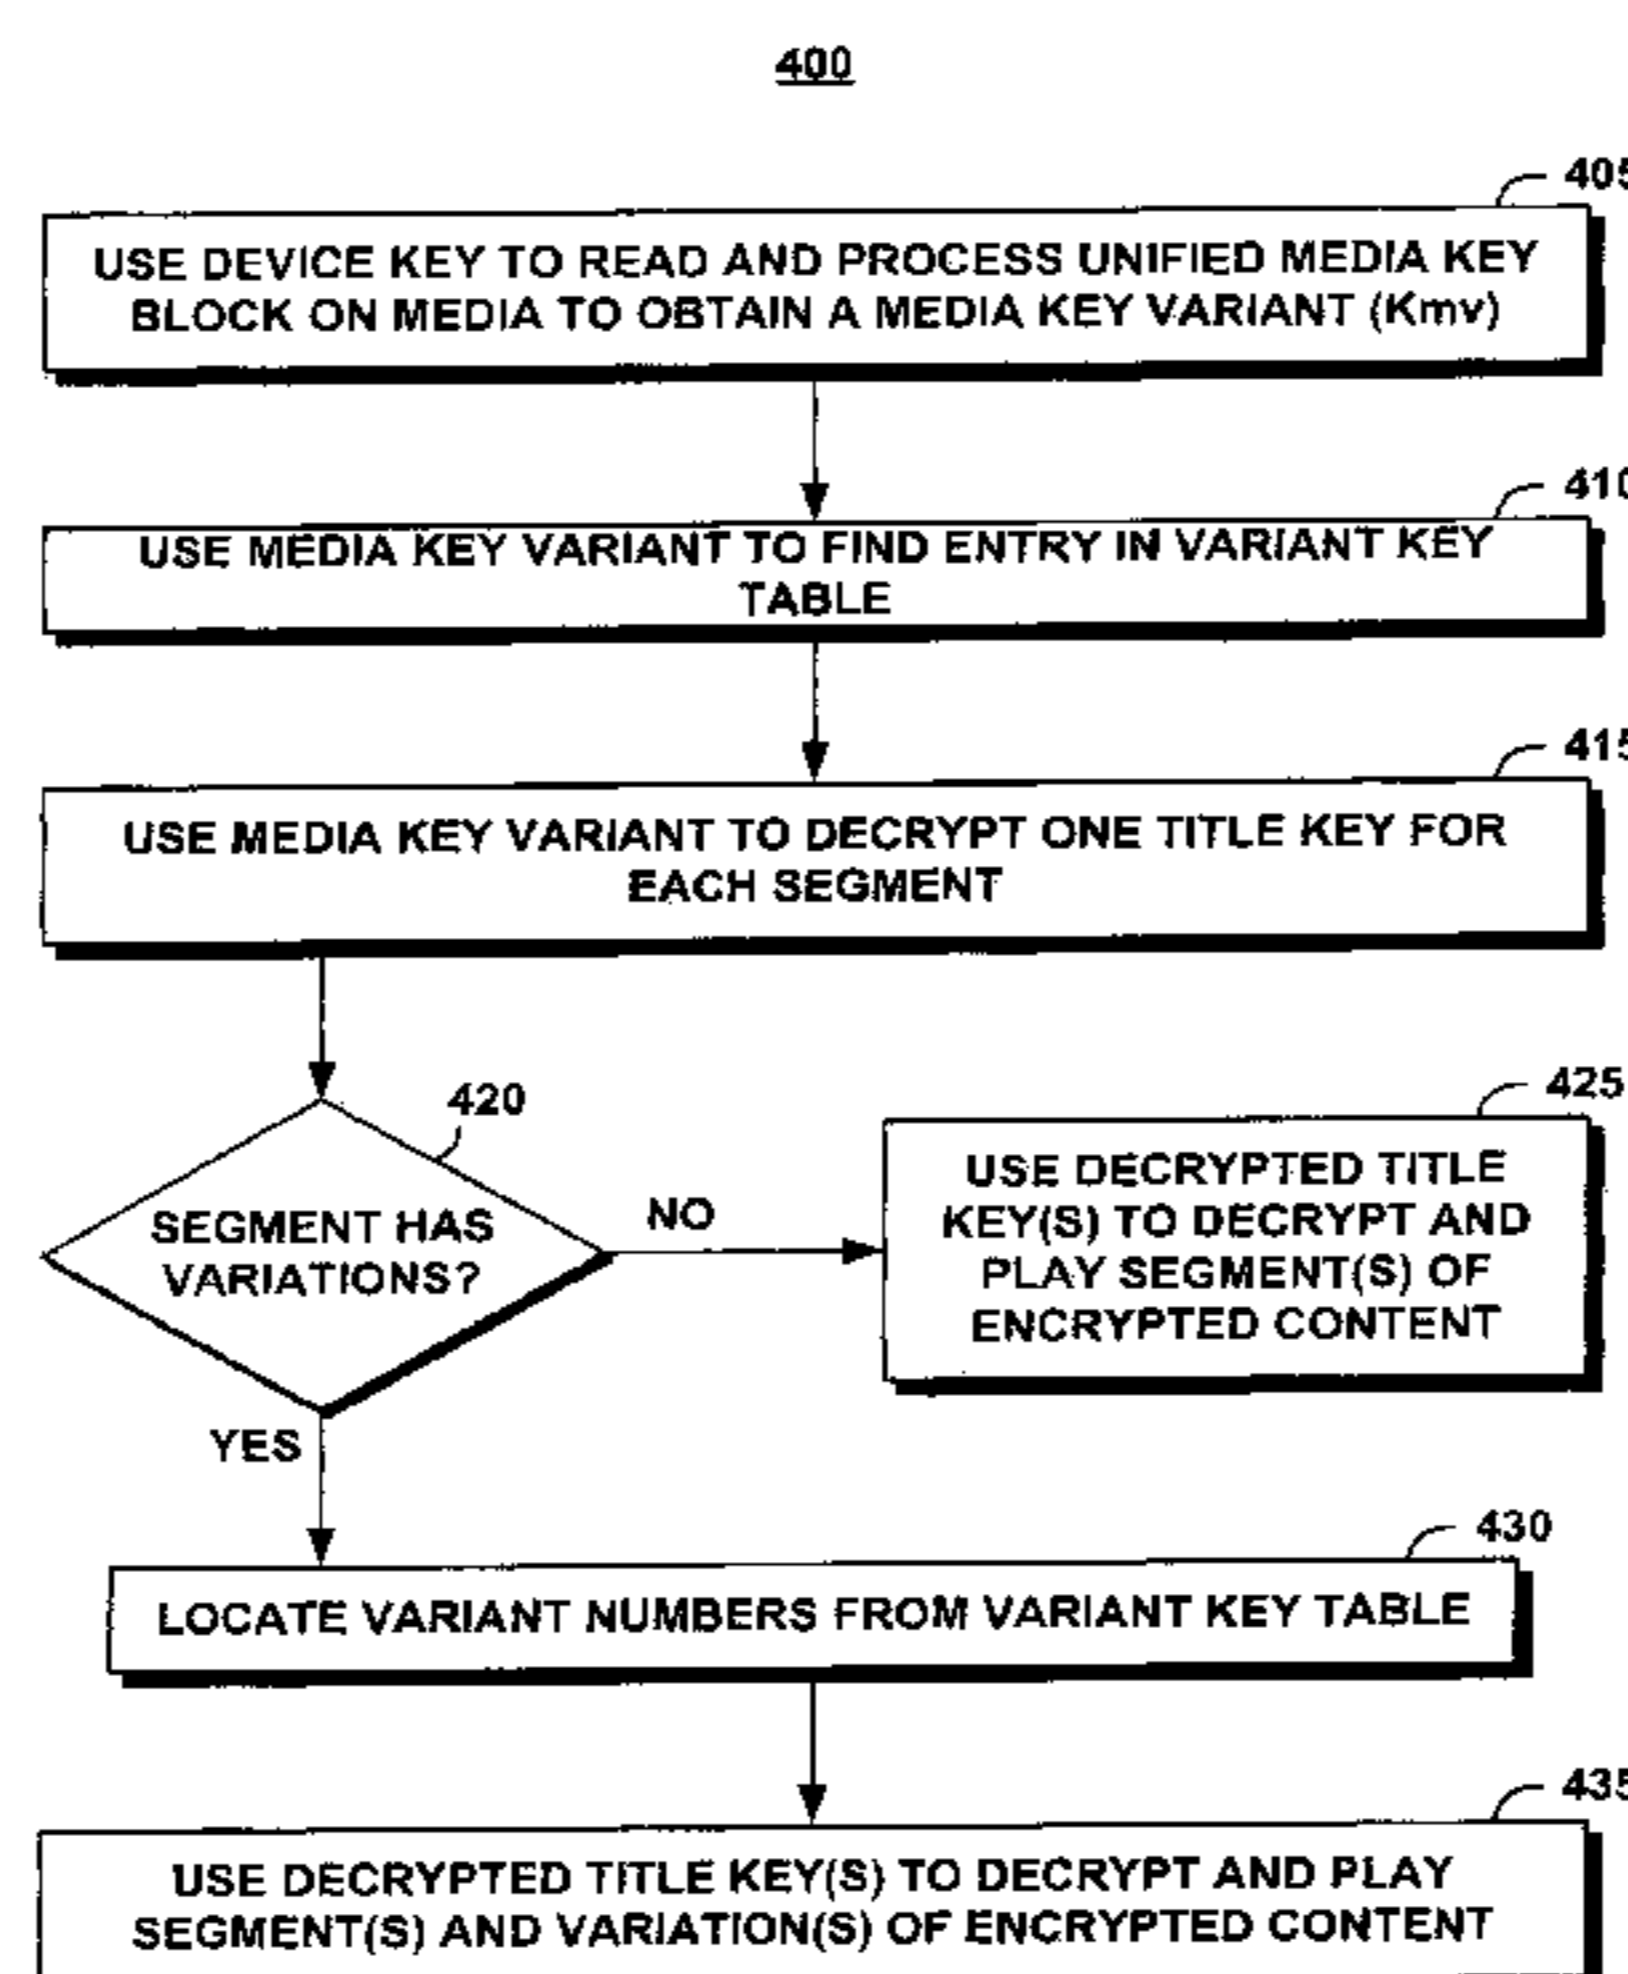 400
405
USE DEVICE KEY TO READ AND PROCESS UNIFIED MEDIA KEY
BLOCK ON MEDIA TO OBTAIN A MEDIA KEY VARIANT (Kmv)
410
USE MEDIA KEY VARIANT TO FIND ENTRY IN VARIANT KEY
TABLE
415
USE MEDIA KEY VARIANT TO DECRYPT ONE TITLE KEY FOR
EACH SEGMENT
420
SEGMENT HAS
VARIATIONS?
NO
425
USE DECRYPTED TITLE
KEY(S) TO DECRYPT AND
PLAY SEGMENT(S) OF
ENCRYPTED CONTENT
YES
430
LOCATE VARIANT NUMBERS FROM VARIANT KEY TABLE
435
USE DECRYPTED TITLE KEY(S) TO DECRYPT AND PLAY
SEGMENT(S) AND VARIATION(S) OF ENCRYPTED CONTENT